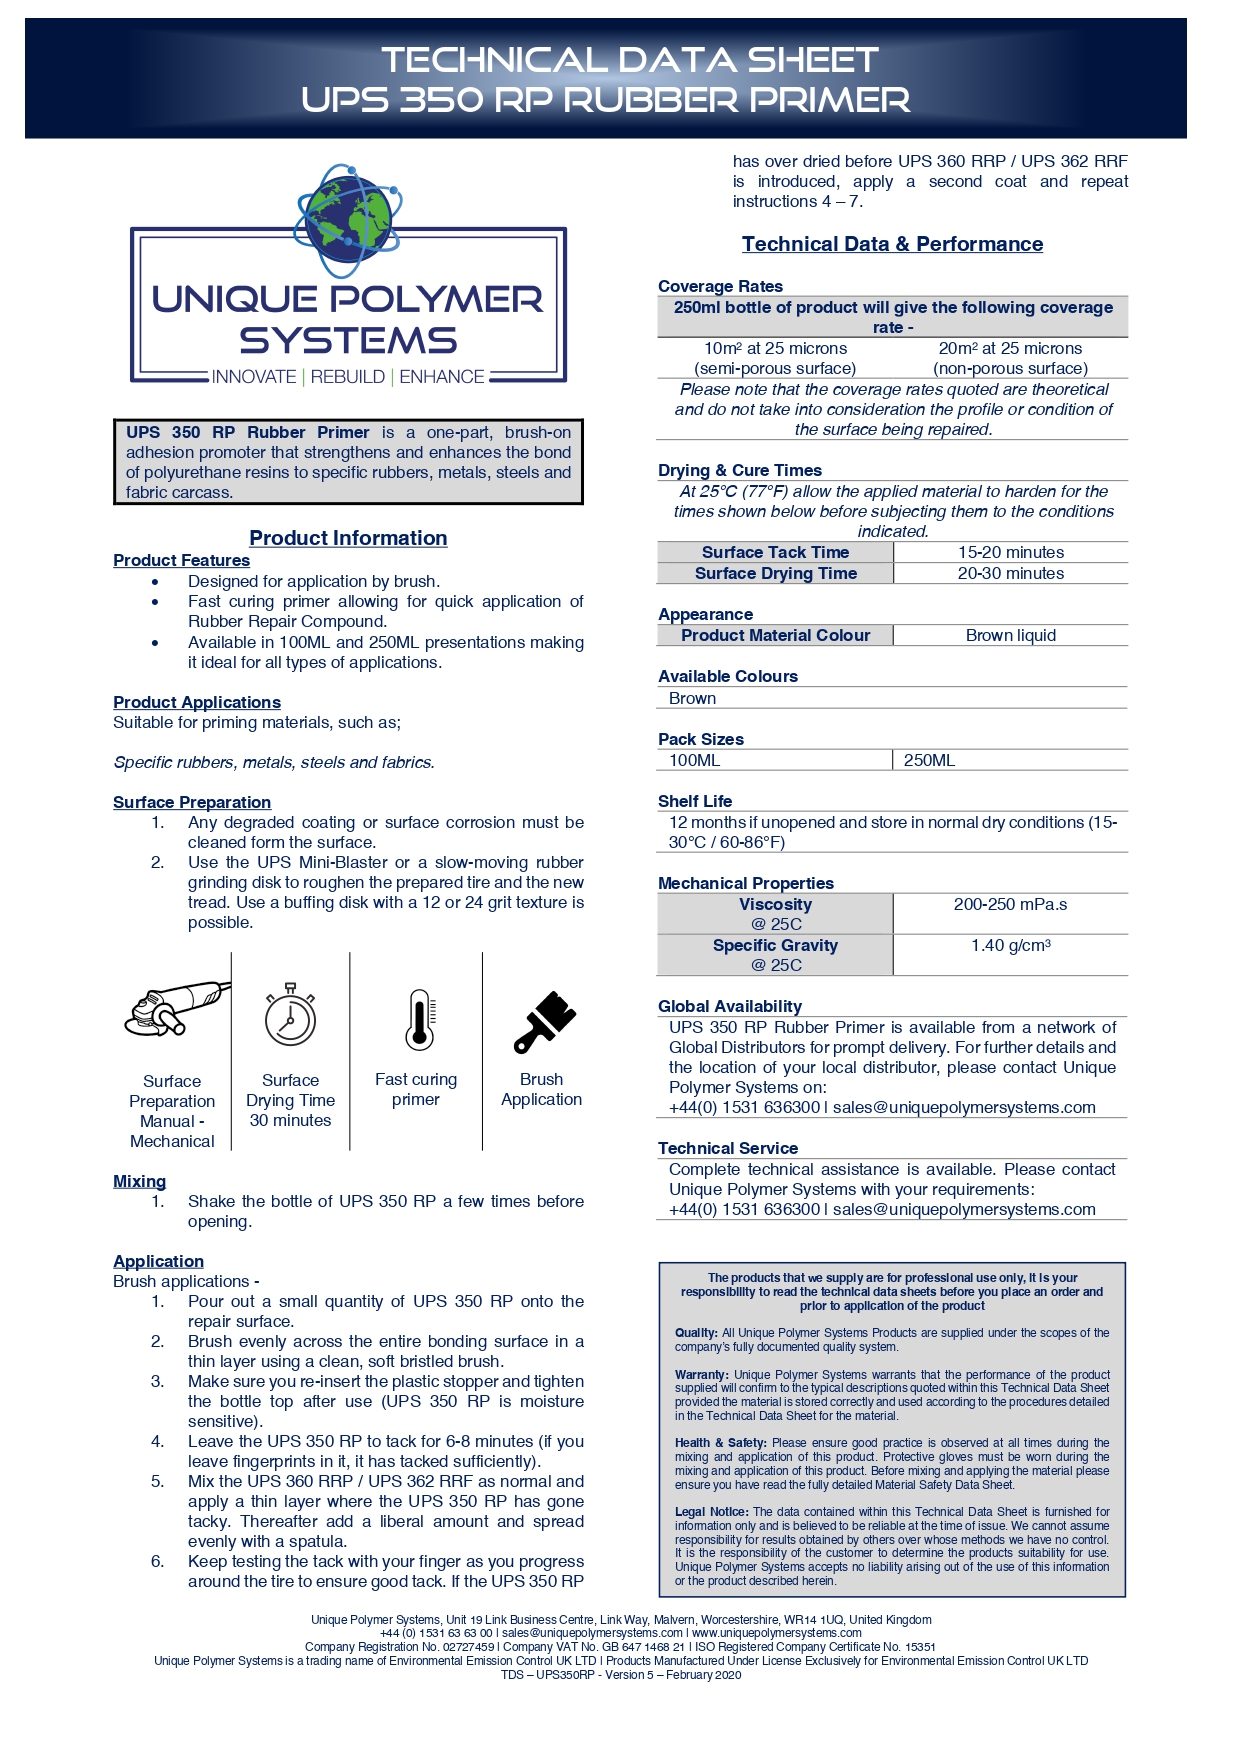 TECHNICAL DATA SHEET
UPS 350 RP RUBBER PRIMER
UNIQUE POLYMER
SYSTEMS
INNOVATE | REBUILD | ENHANCE
UPS 350 RP Rubber Primer is a one-part, brush-on
adhesion promoter that strengthens and enhances the bond
of polyurethane resins to specific rubbers, metals, steels and
fabric carcass.
Product Information
Product Features
• Designed for application by brush.
• Fast curing primer allowing for quick application of
Rubber Repair Compound.
• Available in 100ML and 250ML presentations making
it ideal for all types of applications.
Product Applications
Suitable for priming materials, such as;
Specific rubbers, metals, steels and fabrics.
Surface Preparation
1. Any degraded coating or surface corrosion must be
cleaned form the surface.
2. Use the UPS Mini-Blaster or a slow-moving rubber
grinding disk to roughen the prepared tire and the new
tread. Use a buffing disk with a 12 or 24 grit texture is
possible.
Surface
Preparation
Manual -
Mechanical
Surface
Drying Time
30 minutes
Fast curing
primer
Brush
Application
Mixing
1. Shake the bottle of UPS 350 RP a few times before
opening.
Application
Brush applications -
1. Pour out a small quantity of UPS 350 RP onto the
repair surface.
2. Brush evenly across the entire bonding surface in a
thin layer using a clean, soft bristled brush.
3. Make sure you re-insert the plastic stopper and tighten
the bottle top after use (UPS 350 RP is moisture
sensitive).
4. Leave the UPS 350 RP to tack for 6-8 minutes (if you
leave fingerprints in it, it has tacked sufficiently).
5. Mix the UPS 360 RRP / UPS 362 RRF as normal and
apply a thin layer where the UPS 350 RP has gone
tacky. Thereafter add a liberal amount and spread
evenly with a spatula.
6. Keep testing the tack with your finger as you progress
around the tire to ensure good tack. If the UPS 350 RP
has over dried before UPS 360 RRP / UPS 362 RRF
is introduced, apply a second coat and repeat
instructions 4 – 7.
Technical Data & Performance
Coverage Rates
250ml bottle of product will give the following coverage
rate -
10m² at 25 microns 20m² at 25 microns
(semi-porous surface) (non-porous surface)
Please note that the coverage rates quoted are theoretical
and do not take into consideration the profile or condition of
the surface being repaired.
Drying & Cure Times
At 25°C (77°F) allow the applied material to harden for the
times shown below before subjecting them to the conditions
indicated.
Surface Tack Time 15-20 minutes
Surface Drying Time 20-30 minutes
Appearance
Product Material Colour Brown liquid
Available Colours
Brown
Pack Sizes
100ML 250ML
Shelf Life
12 months if unopened and store in normal dry conditions (15-
30°C / 60-86°F)
Mechanical Properties
Viscosity 200-250 mPa.s
@ 25C
Specific Gravity 1.40 g/cm³
@ 25C
Global Availability
UPS 350 RP Rubber Primer is available from a network of
Global Distributors for prompt delivery. For further details and
the location of your local distributor, please contact Unique
Polymer Systems on:
+44(0) 1531 636300 | sales@uniquepolymersystems.com
Technical Service
Complete technical assistance is available. Please contact
Unique Polymer Systems with your requirements:
+44(0) 1531 636300 | sales@uniquepolymersystems.com
The products that we supply are for professional use only, it is your
responsibility to read the technical data sheets before you place an order and
prior to application of the product
Quality: All Unique Polymer Systems Products are supplied under the scopes of the
company's fully documented quality system.
Warranty: Unique Polymer Systems warrants that the performance of the product
supplied will confirm to the typical descriptions quoted within this Technical Data Sheet
provided the material is stored correctly and used according to the procedures detailed
in the Technical Data Sheet for the material.
Health & Safety: Please ensure good practice is observed at all times during the
mixing and application of this product. Protective gloves must be worn during the
mixing and application of this product. Before mixing and applying the material please
ensure you have read the fully detailed Material Safety Data Sheet.
Legal Notice: The data contained within this Technical Data Sheet is furnished for
information only and is believed to be reliable at the time of issue. We cannot assume
responsibility for results obtained by others over whose methods we have no control.
It is the responsibility of the customer to determine the products suitability for use.
Unique Polymer Systems accepts no liability arising out of the use of this information
or the product described herein.
Unique Polymer Systems, Unit 19 Link Business Centre, Link Way, Malvern, Worcestershire, WR14 1UQ, United Kingdom
+44 (0) 1531 63 63 00 | sales@uniquepolymersystems.com | www.uniquepolymersystems.com
Company Registration No. 02727459 | Company VAT No. GB 647 1468 21 | ISO Registered Company Certificate No. 15351
Unique Polymer Systems is a trading name of Environmental Emission Control UK LTD | Products Manufactured Under License Exclusively for Environmental Emission Control UK LTD
TDS – UPS350RP - Version 5 – February 2020